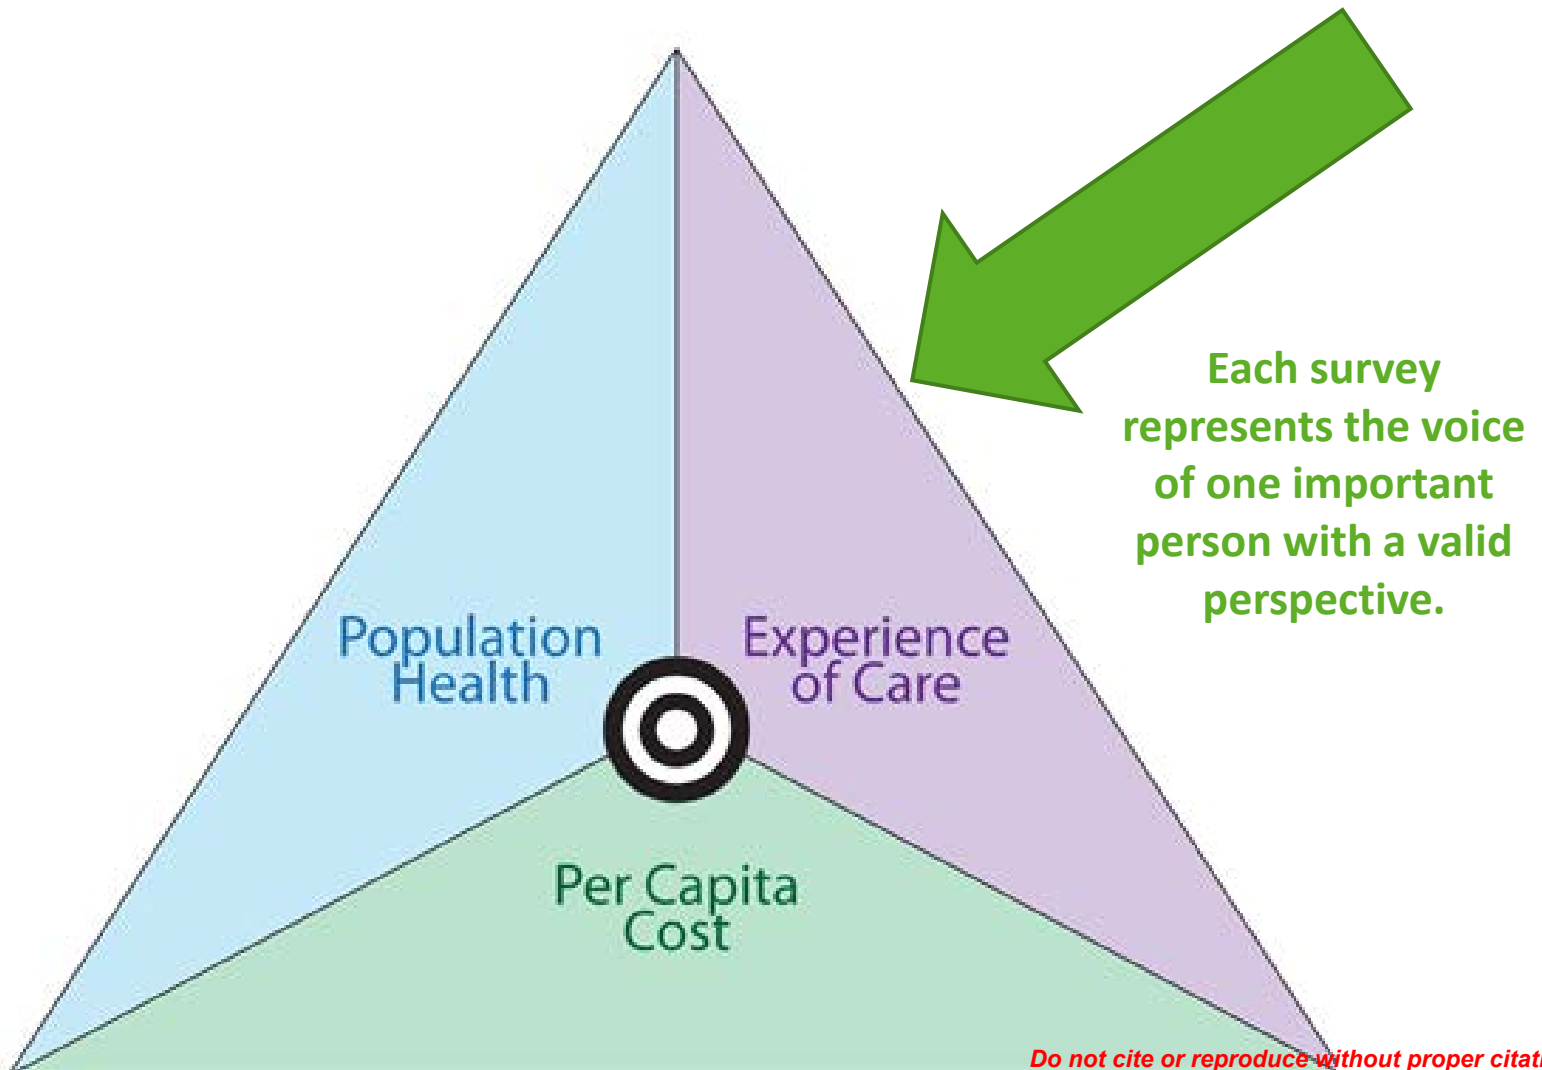 Each survey
represents the voice
of one important
person with a valid
perspective.
Population
Health
Experience
of Care
Per Capita
Cost
Do not cite or reproduce without proper